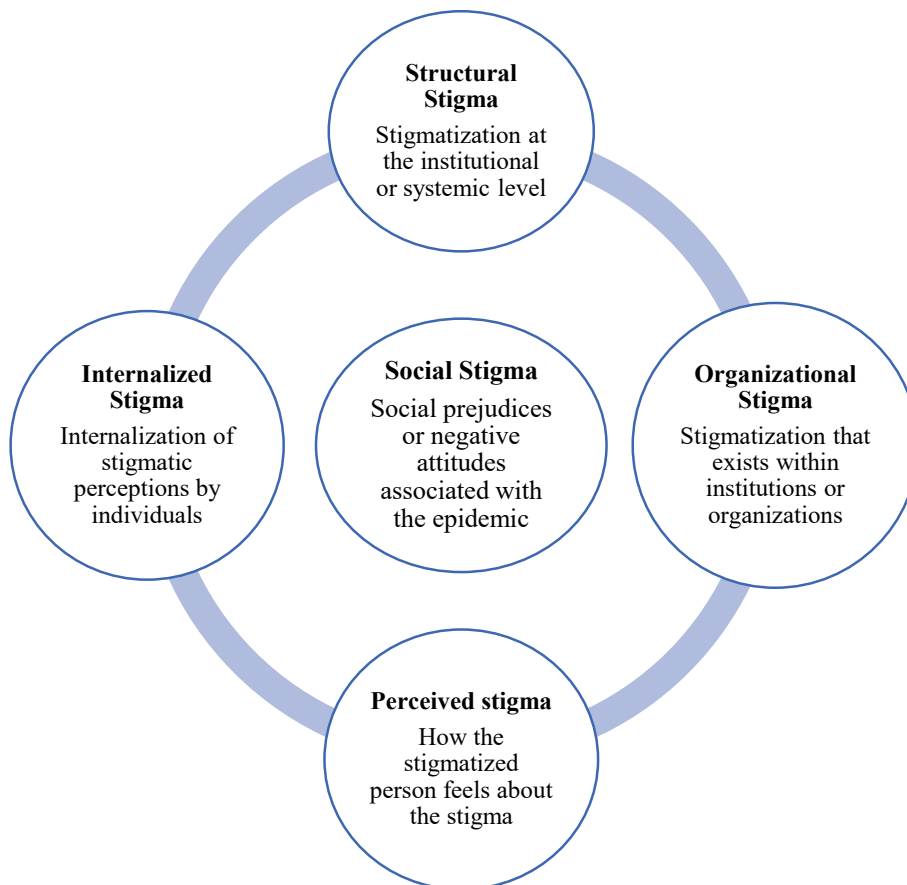 Structural
Stigma
Stigmatization at
the institutional
or systemic level
Internalized
Stigma
Internalization of
stigmatic
perceptions by
individuals
Social Stigma
Social prejudices
or negative
attitudes
associated with
the epidemic
Organizational
Stigma
Stigmatization that
exists within
institutions or
organizations
Perceived stigma
How the
stigmatized
person feels about
the stigma